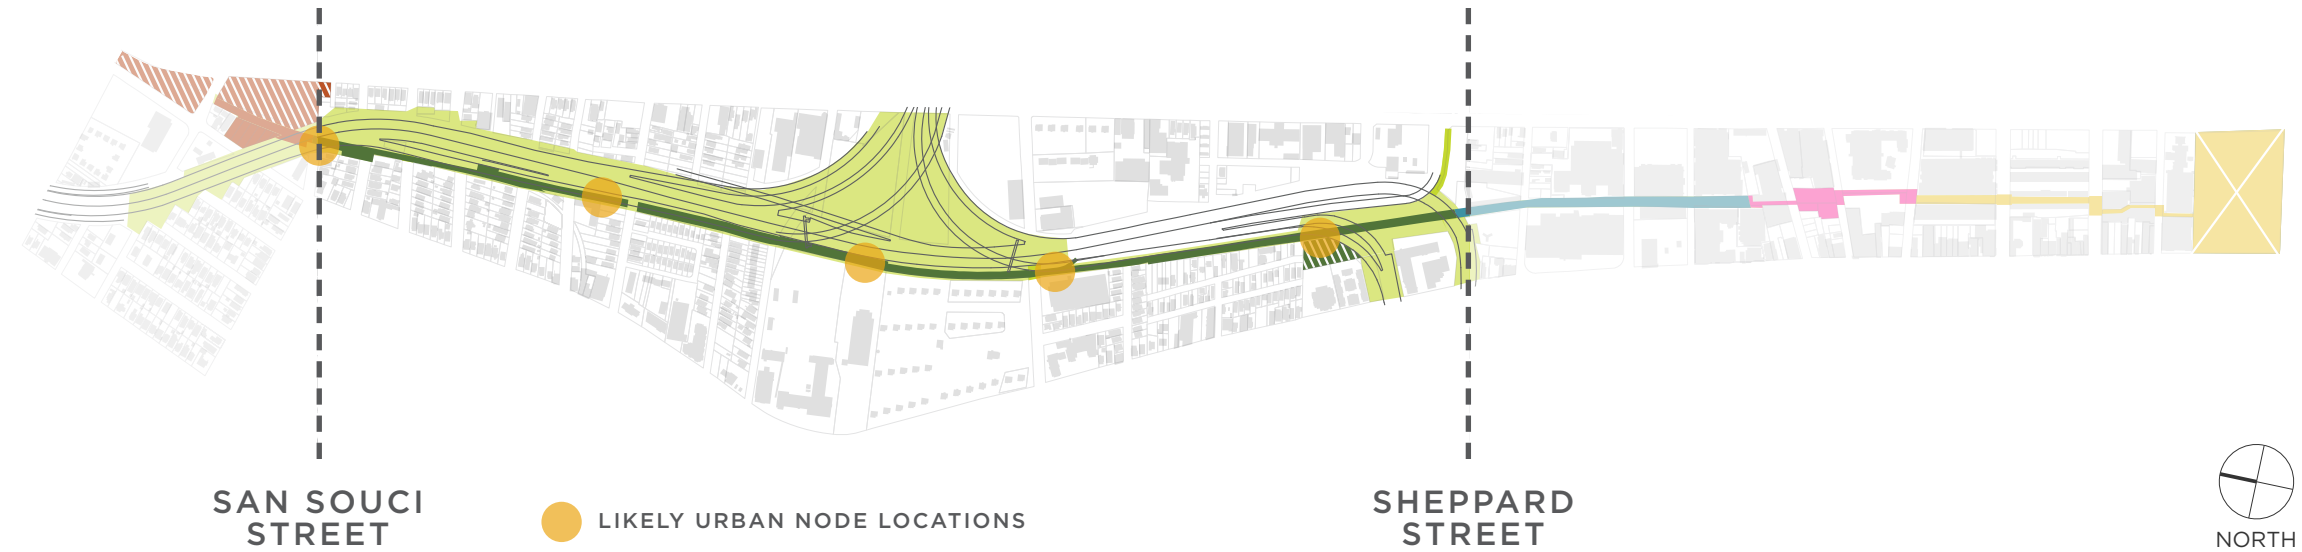 SAN SOUCI
STREET
LIKELY URBAN NODE LOCATIONS
SHEPPARD
STREET
NORTH